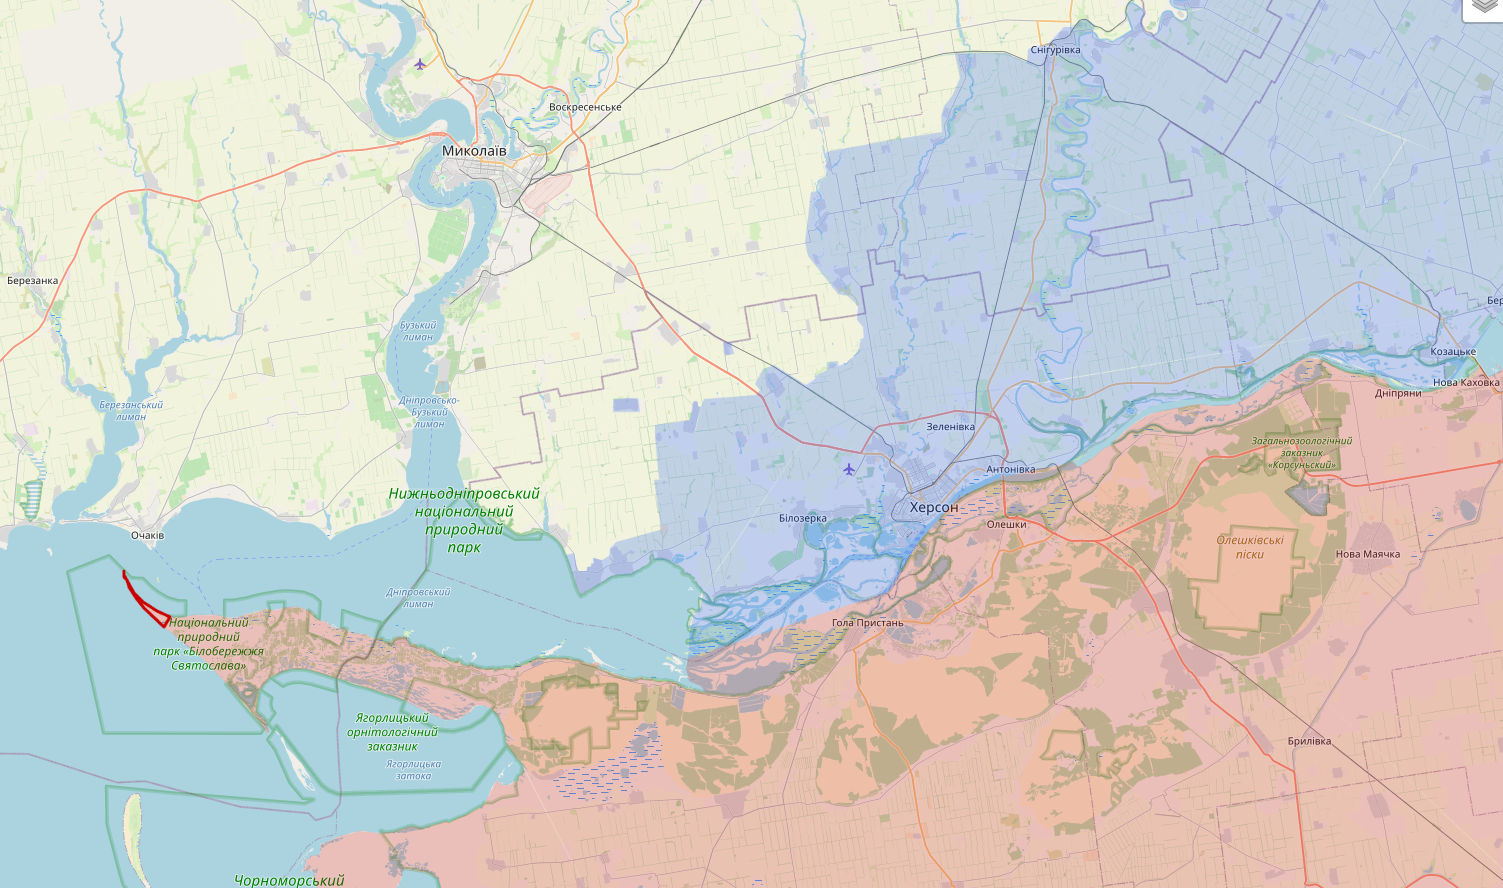 Снігурівка
Воскресенське
Миколаїв
Березанка
Бузький
лиман
Козацьке
Нова Каховка
Дніпряни
Березанський
лиман
Дніпровсько-
Бузький
лиман
Зеленівка
Загальнозоологічний
заказник
«Корсунський»
Антонівка
Нижньодніпровський
національний
природний
парк
Херсон
Білозерка
Олешки
Очаків
Олешківські
піски
Нова Маячка
Дніпровський
лиман
Гола Пристань
Національний
природний
парк «Білобережжя
Святослава»
Ягорлицький
орнітологічний
заказник
Ягорлицька
затока
Брилівка
Чорноморський